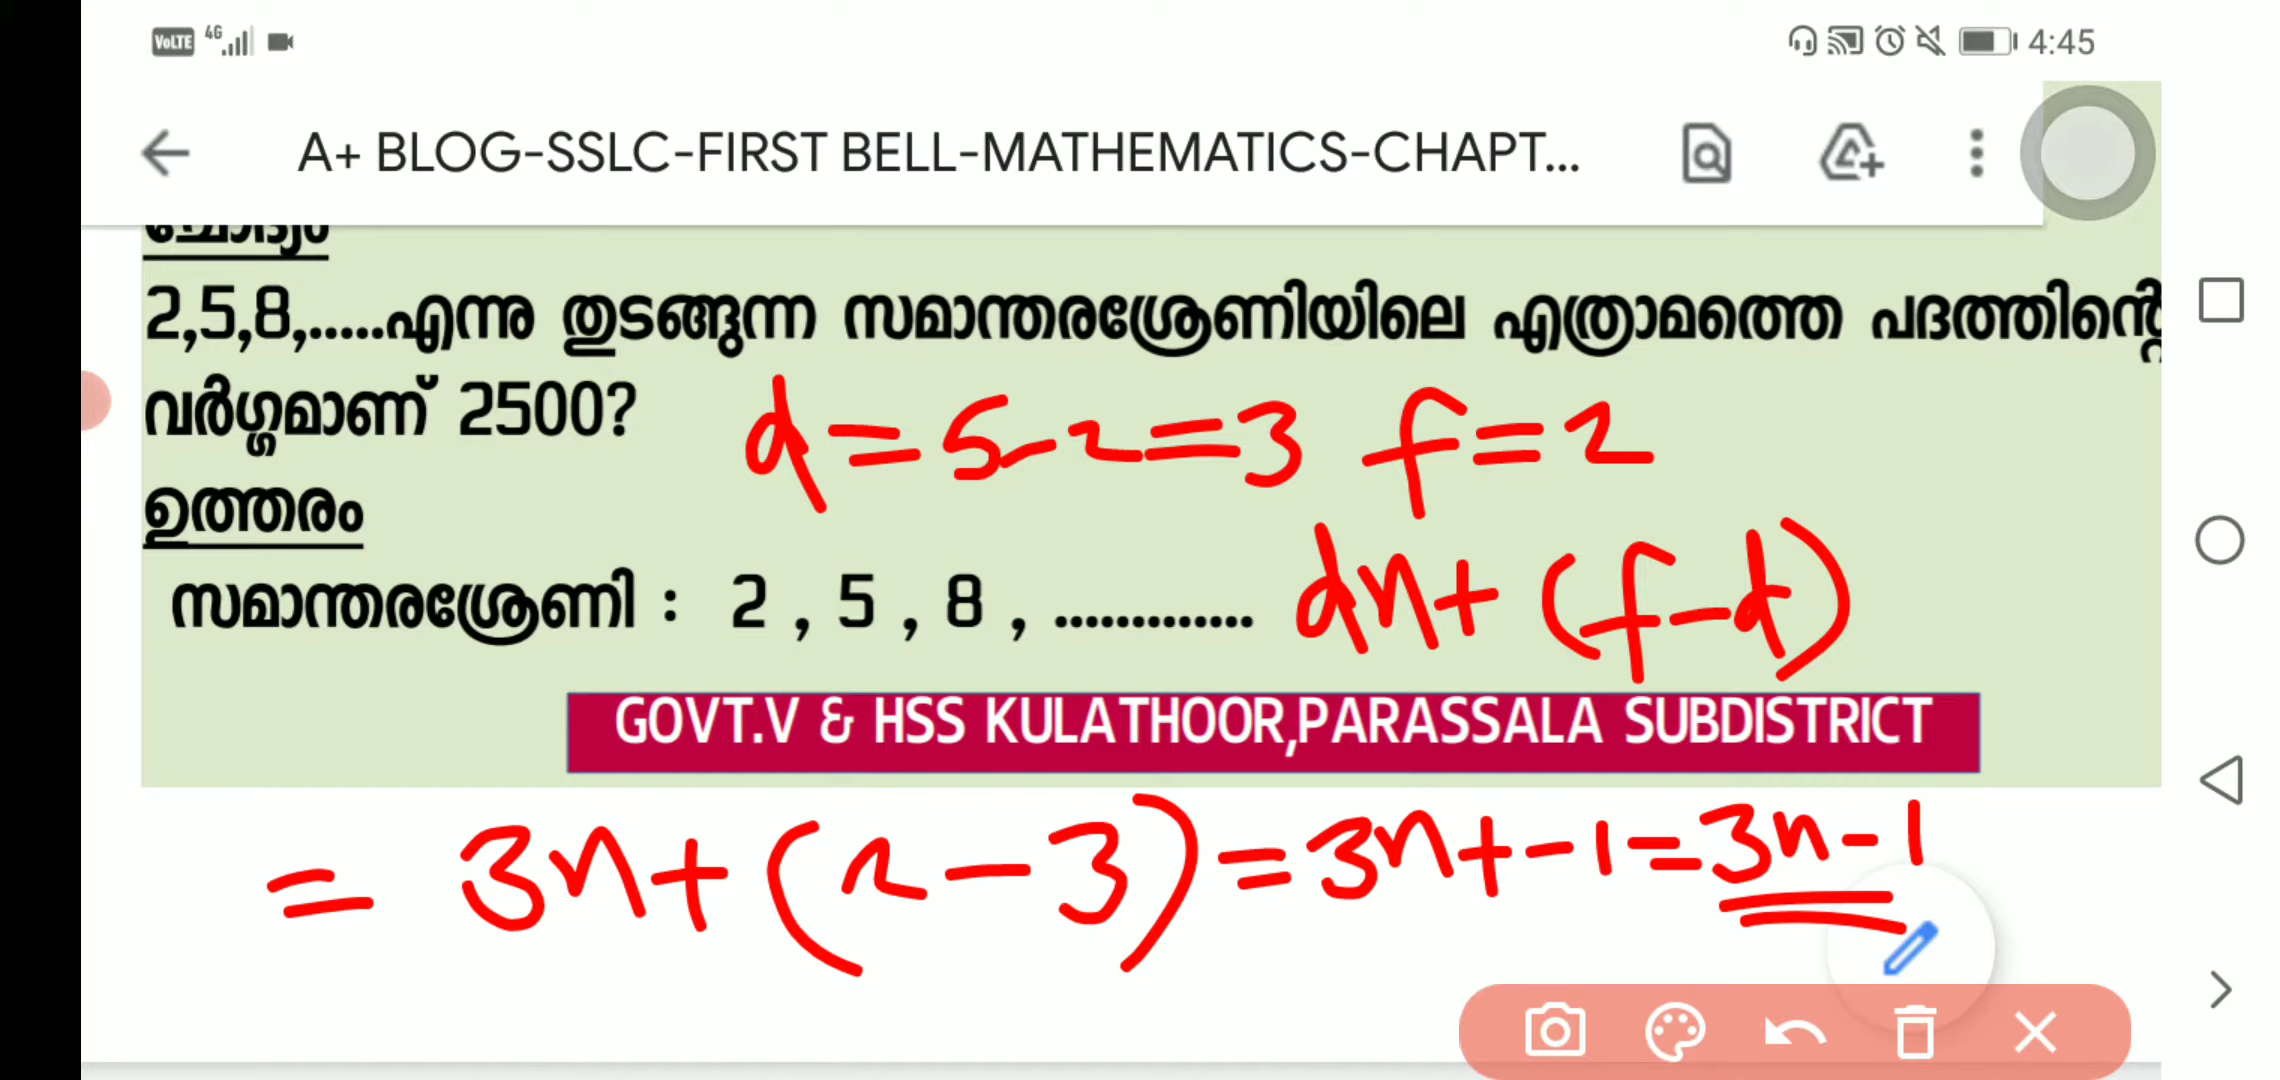 VoLTE 4G 4:45
A+ BLOG-SSLC-FIRST BELL-MATHEMATICS-CHAPT...
ചോദ്യം
2,5,8,.....എന്നു തുടങ്ങുന്ന സമാന്തരശ്രേണിയിലെ എത്രാമത്തെ പദത്തിന്റെ
വർഗ്ഗമാണ് 2500?
d = 5-2=3 f=2
ഉത്തരം
സമാന്തരശ്രേണി : 2 , 5 , 8 , ............. dn+(f-d)
GOVT.V & HSS KULATHOOR,PARASSALA SUBDISTRICT
= 3n+(2-3)=3n+-1=3n-1